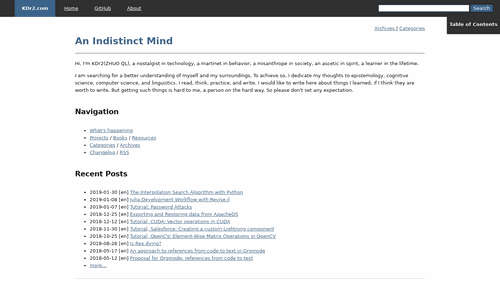 KDr2.com Home GitHub About Search
Table of Contents
Archives | Categories
An Indistinct Mind
Hi, I'm KDr2(ZHUO QL), a nostalgist in technology, a martinet in behavior, a misanthrope in society, an ascetic in spirit, a learner in the lifetime.
I am searching for a better understanding of myself and my surroundings. To achieve so, I dedicate my thoughts to epistemology, cognitive
science, computer science, and linguistics. I read, think, practice, and write. I would like to write here about things I learned, if I think they are
worth to write. But getting such things is hard to me, a person on the hard way. So please don't set any expectation.
Navigation
What's happening
Projects / Books / Resources
Categories / Archives
Changelog / RSS
Recent Posts
2019-01-30 [en] The Interpolation Search Algorithm with Python
2019-01-08 [en] Julia Development Workflow with Revise.jl
2019-01-07 [en] Tutorial: Password Attacks
2018-12-25 [en] Exporting and Restoring data from ApacheDS
2018-12-12 [en] Tutorial, CUDA: Vector operations in CUDA
2018-11-30 [en] Tutorial, Salesforce: Creating a custom Lightning component
2018-10-25 [en] Tutorial, OpenCV: Element-Wise Matrix Operations in OpenCV
2018-08-26 [en] Is Rex dying?
2018-05-17 [en] An approach to references from code to text in Orgmode
2018-05-12 [en] Proposal for Orgmode: references from code to text
more...